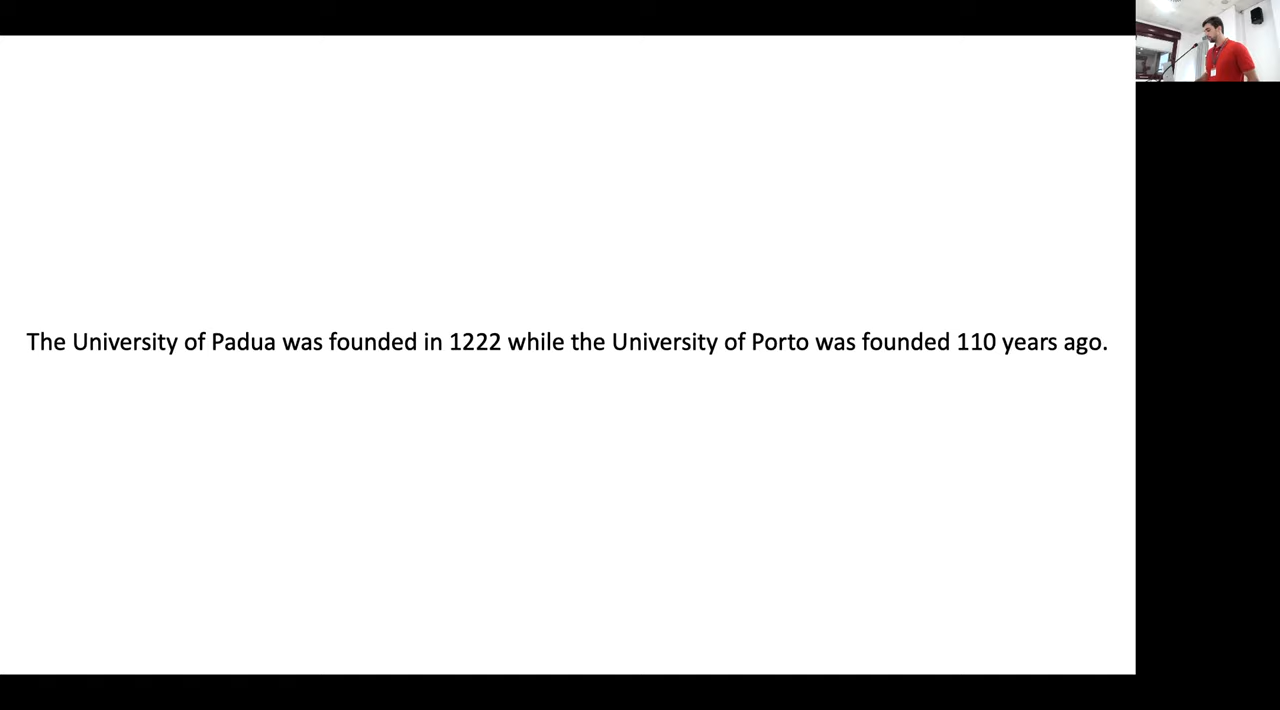 The University of Padua was founded in 1222 while the University of Porto was founded 110 years ago.